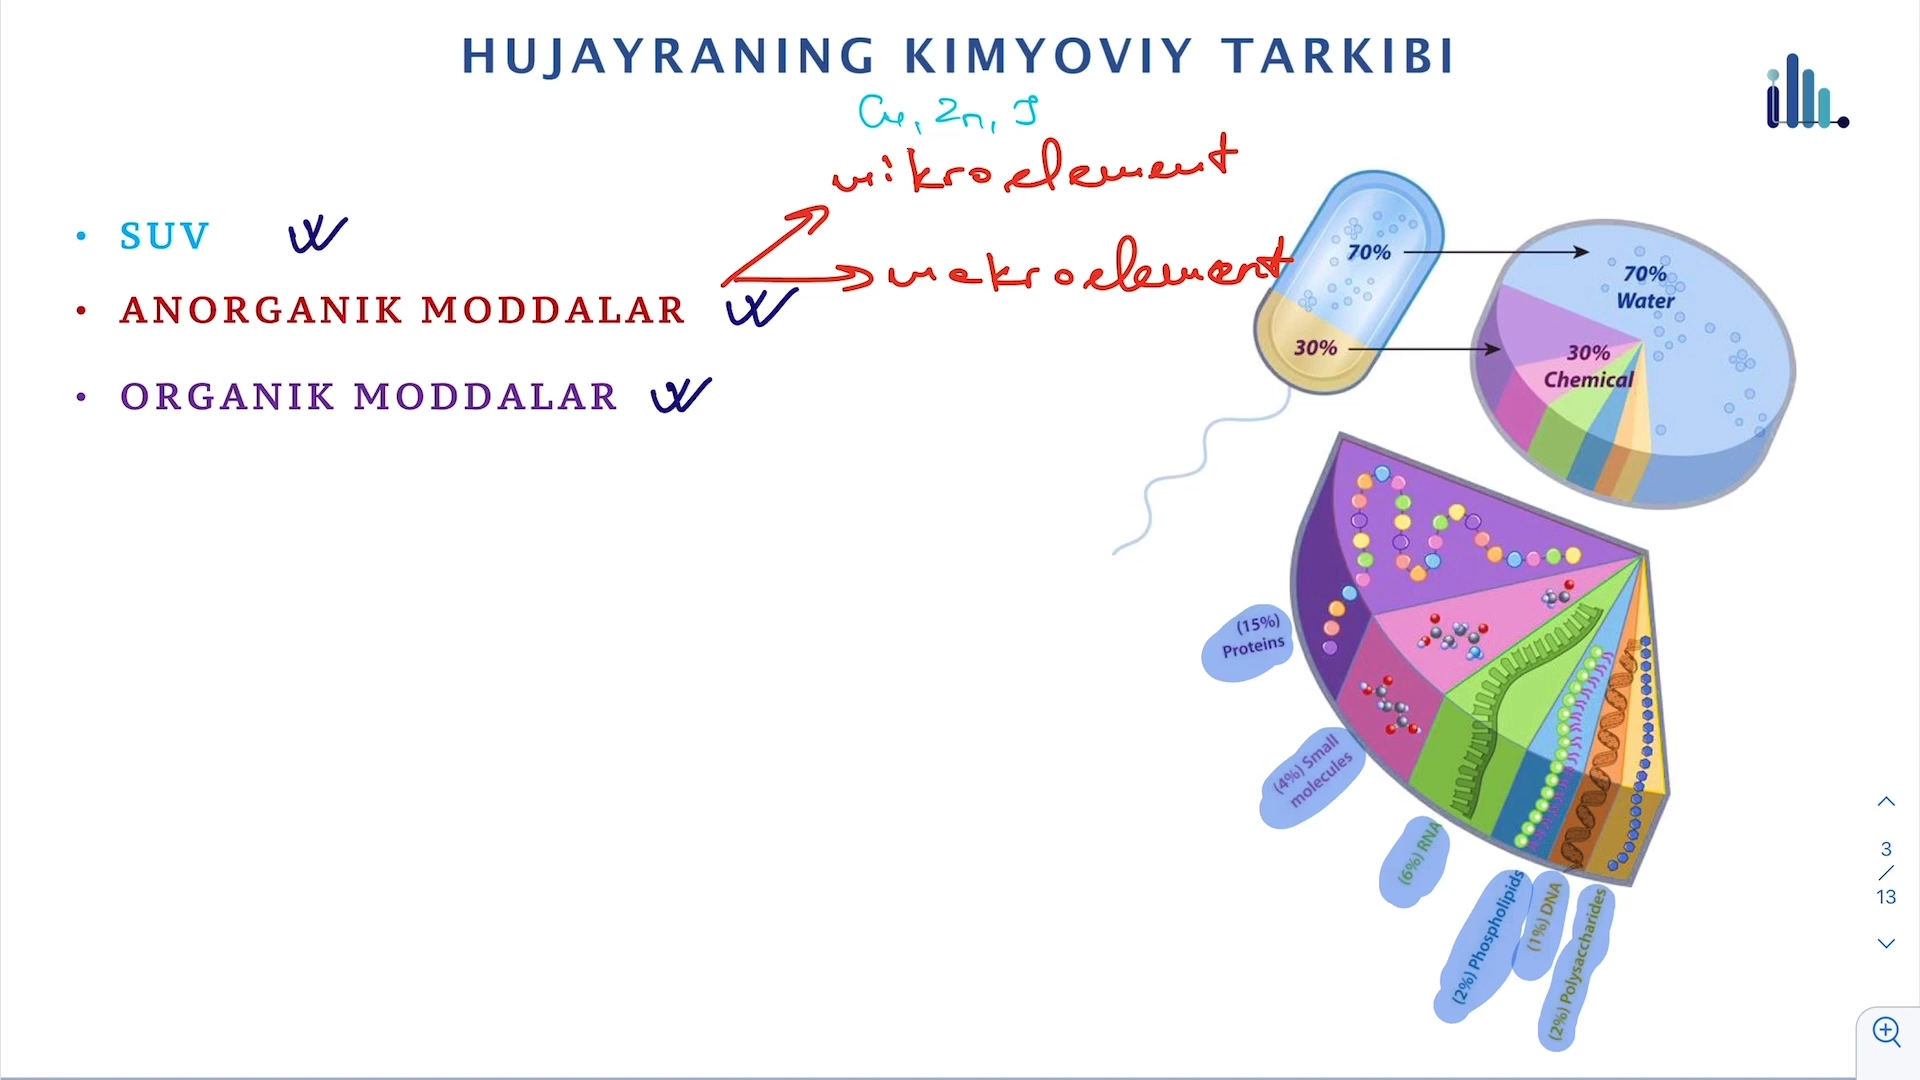 HUJAYRANING KIMYOVIY TARKIBI
Cu, Zn, J
mikroelement
makroelement
• SUV
• ANORGANIK MODDALAR
• ORGANIK MODDALAR
70%
30%
70%
Water
30%
Chemical
(15%)
Proteins
(4%) Small
molecules
(6%) RNA
(2%) Phospholipids
(1%) DNA
(2%) Polysaccharides
3
/
13